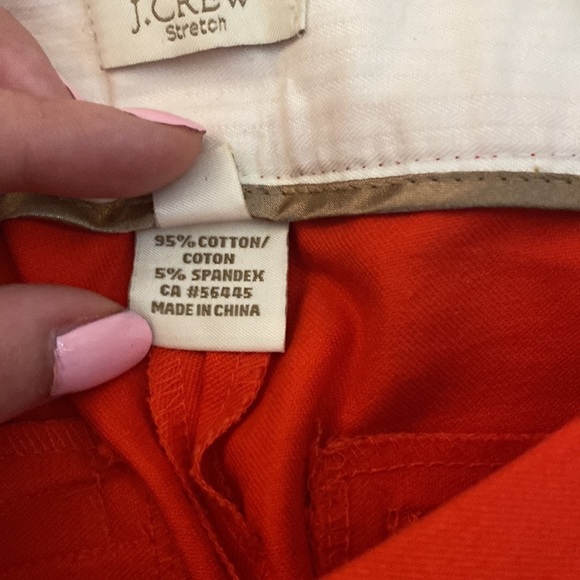 J.CREW
Stretch
95% COTTON/
COTON
5% SPANDEX
CA #56445
MADE IN CHINA